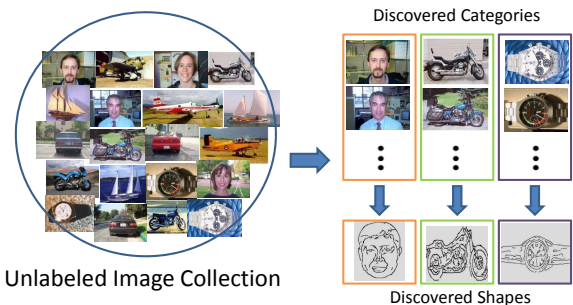 Discovered Categories
Unlabeled Image Collection
Discovered Shapes